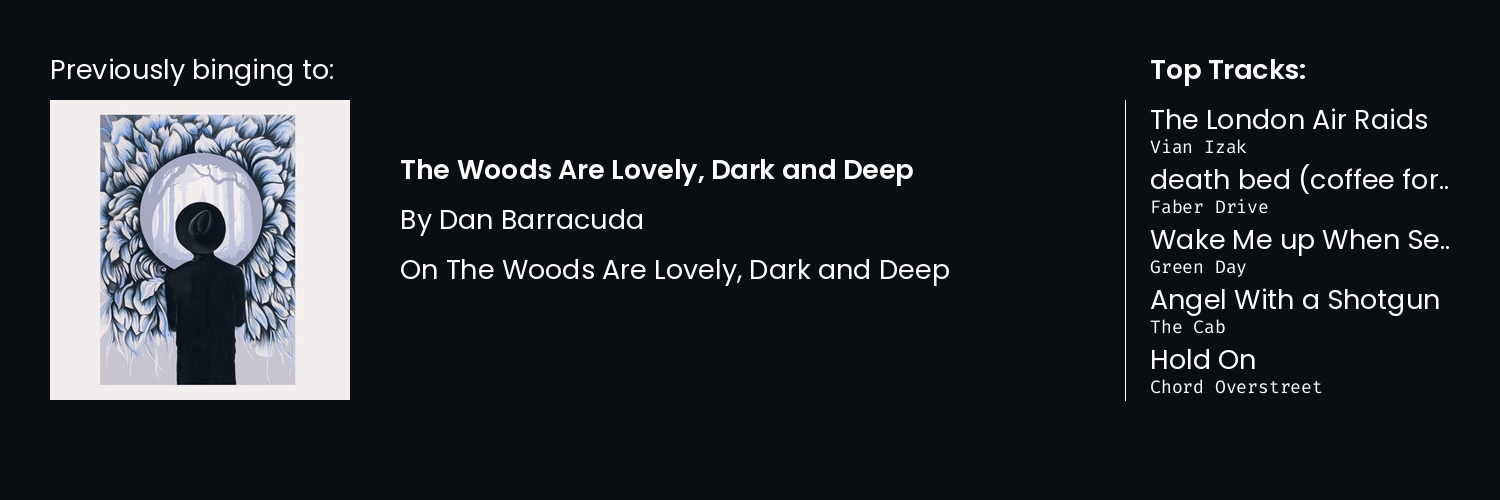 Previously binging to:
The Woods Are Lovely, Dark and Deep
By Dan Barracuda
On The Woods Are Lovely, Dark and Deep
Top Tracks:
The London Air Raids
Vian Izak
death bed (coffee for..
Faber Drive
Wake Me up When Se..
Green Day
Angel With a Shotgun
The Cab
Hold On
Chord Overstreet